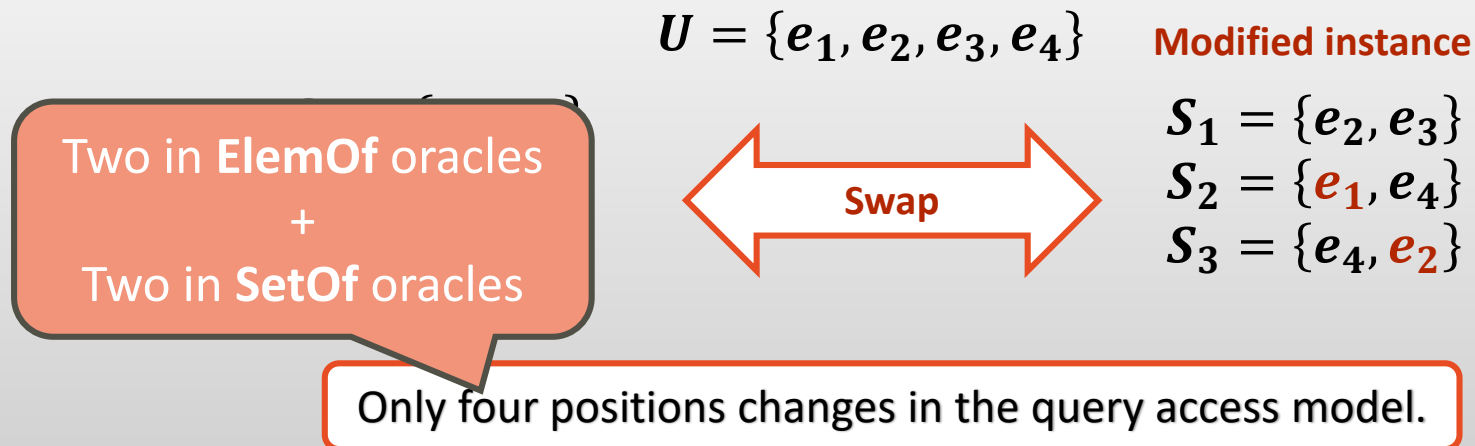 U = {e₁, e₂, e₃, e₄}
Modified instance
Two in ElemOf oracles
+
Two in SetOf oracles
Swap
S₁ = {e₂, e₃}
S₂ = {e₁, e₄}
S₃ = {e₄, e₂}
Only four positions changes in the query access model.